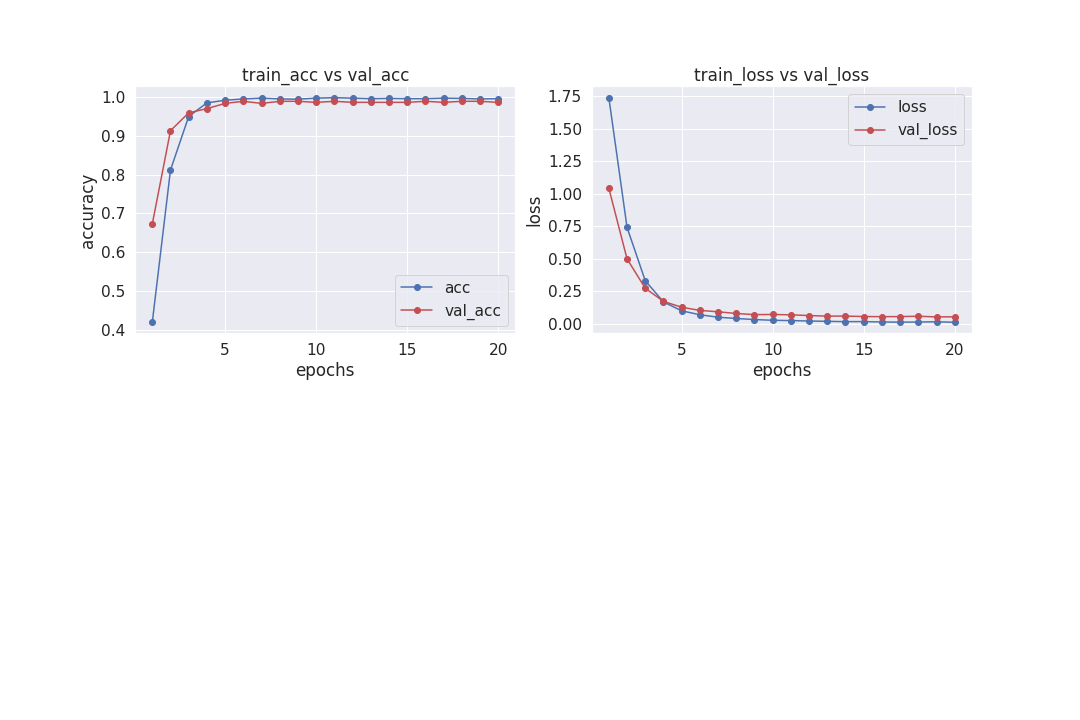 train_acc vs val_acc
1.0
0.9
0.8
0.7
0.6
0.5
0.4
accuracy
acc
val_acc
5 10 15 20
epochs
train_loss vs val_loss
1.75
1.50
1.25
1.00
0.75
0.50
0.25
0.00
loss
loss
val_loss
5 10 15 20
epochs